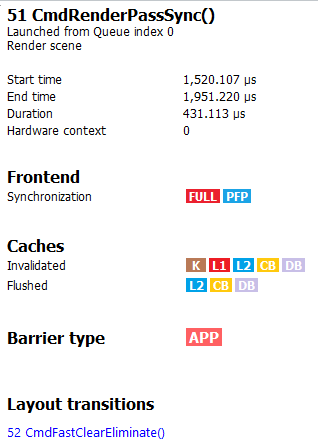 51 CmdRenderPassSync()
Launched from Queue index 0
Render scene
Start time 1,520.107 µs
End time 1,951.220 µs
Duration 431.113 µs
Hardware context 0
Frontend
Synchronization FULL PFP
Caches
Invalidated K L1 L2 CB DB
Flushed L2 CB DB
Barrier type APP
Layout transitions
52 CmdFastClearEliminate()